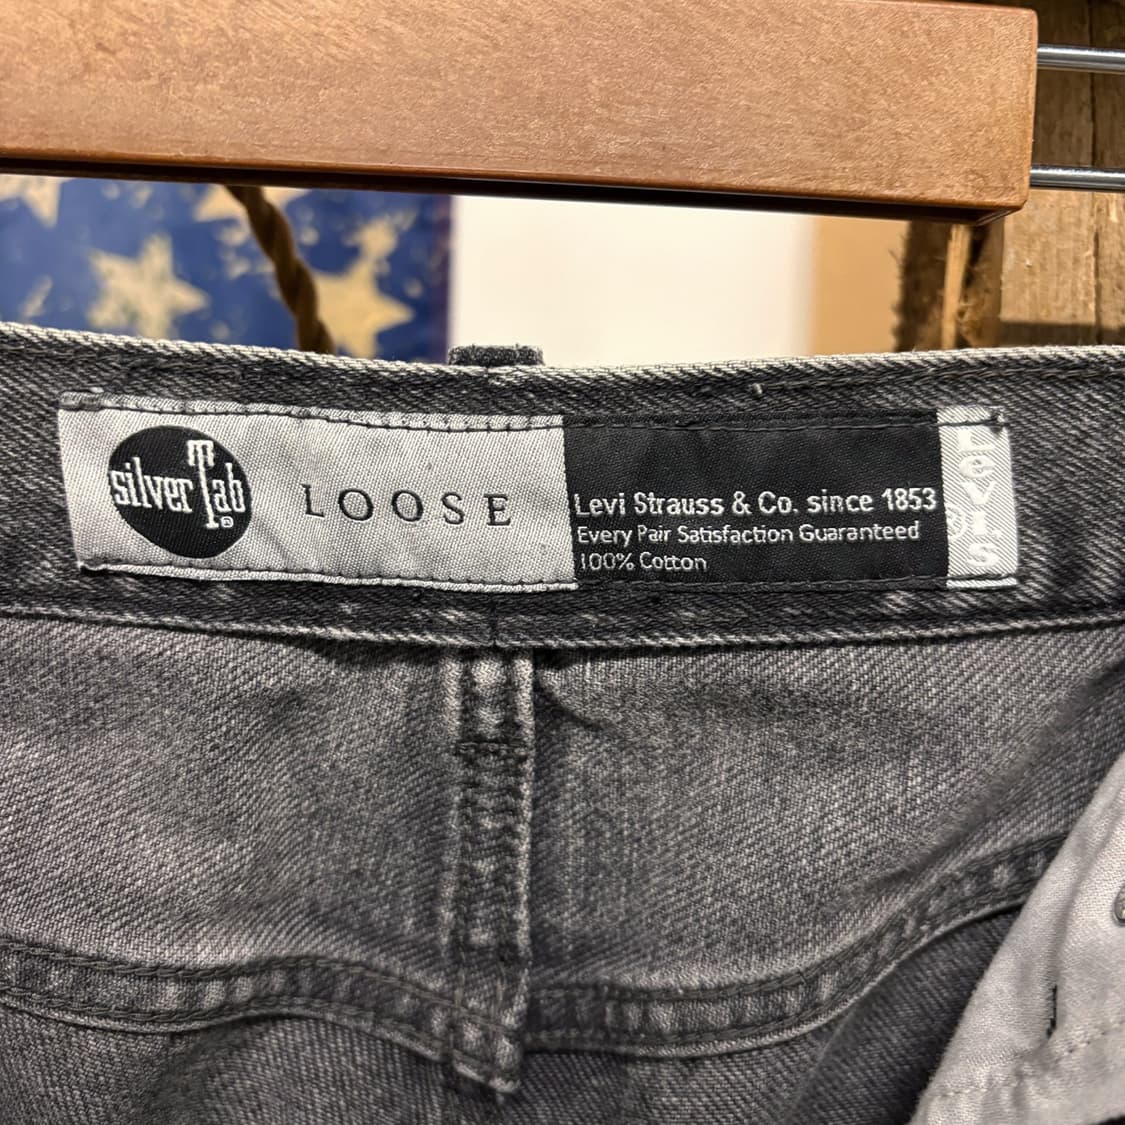 silver Tab®
LOOSE
Levi Strauss & Co. since 1853
Every Pair Satisfaction Guaranteed
100% Cotton
Levi's